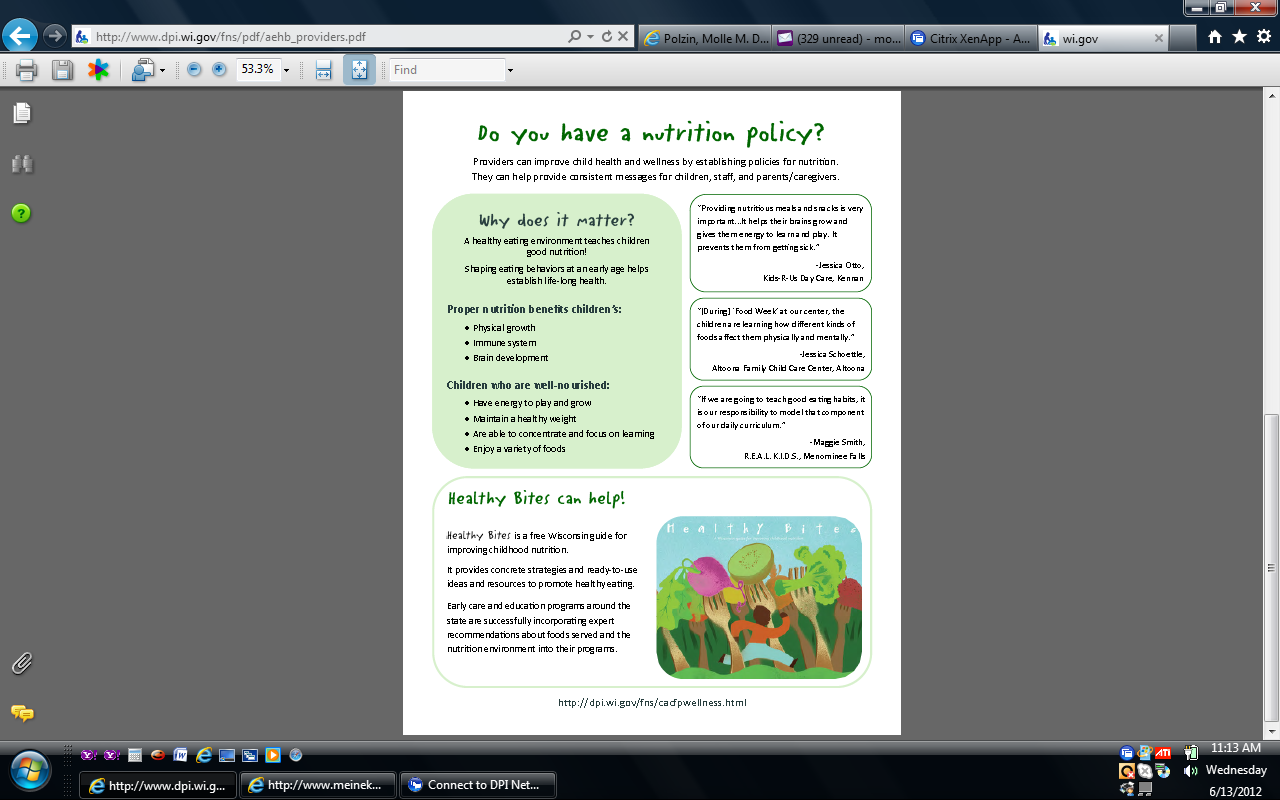 http://www.dpi.wi.gov/fns/pdf/aehb_providers.pdf
Polzin, Molle M. D...
(329 unread) - mo...
Citrix XenApp - A...
wi.gov
53.3%
Find
Do you have a nutrition policy?
Providers can improve child health and wellness by establishing policies for nutrition.
They can help provide consistent messages for children, staff, and parents/caregivers.
Why does it matter?
A healthy eating environment teaches children
good nutrition!
Shaping eating behaviors at an early age helps
establish life-long health.
Proper nutrition benefits children's:
• Physical growth
• Immune system
• Brain development
Children who are well-nourished:
• Have energy to play and grow
• Maintain a healthy weight
• Are able to concentrate and focus on learning
• Enjoy a variety of foods
"Providing nutritious meals and snacks is very
important...It helps their brains grow and
gives them energy to learn and play. It
prevents them from getting sick."
-Jessica Otto,
Kids-R-Us Day Care, Kennan
"[During] 'Food Week' at our center, the
children are learning how different kinds of
foods affect them physically and mentally."
-Jessica Schoettle,
Altoona Family Child Care Center, Altoona
"If we are going to teach good eating habits, it
is our responsibility to model that component
of our daily curriculum."
-Maggie Smith,
R.E.A.L. K.I.D.S., Menominee Falls
Healthy Bites can help!
Healthy Bites is a free Wisconsin guide for
improving childhood nutrition.
It provides concrete strategies and ready-to-use
ideas and resources to promote healthy eating.
Early care and education programs around the
state are successfully incorporating expert
recommendations about foods served and the
nutrition environment into their programs.
Healthy Bites
http://dpi.wi.gov/fns/cacfpwellness.html
http://www.dpi.wi.g...
http://www.meinek...
Connect to DPI Net...
ATI
11:13 AM
Wednesday
6/13/2012